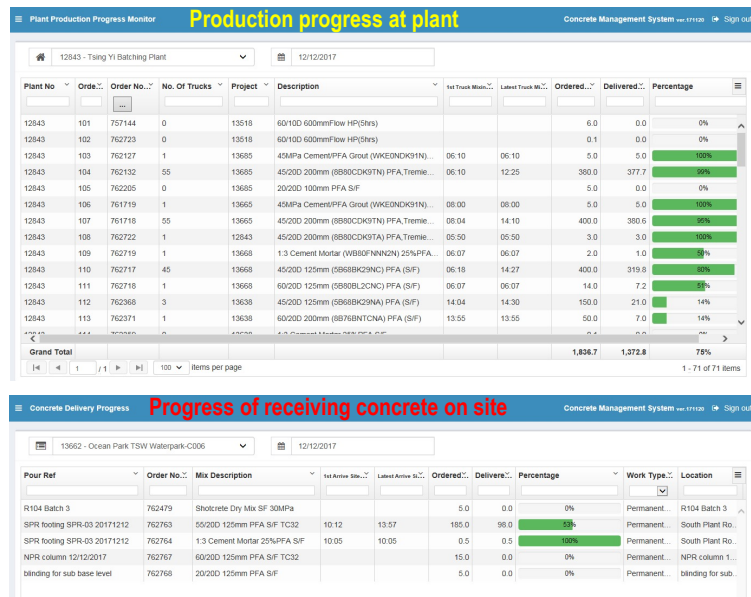 ≡ Plant Production Progress Monitor Production progress at plant Concrete Management System ver.171120 Sign out
12843 - Tsing Yi Batching Plant 12/12/2017
Plant No Orde... Order No... No. Of Trucks Project Description 1st Truck Mixin... Latest Truck Mi... Ordered... Delivered... Percentage
...
12843 101 757144 0 13518 60/10D 600mmFlow HP(5hrs) 6.0 0.0 0%
12843 102 762723 0 13518 60/10D 600mmFlow HP(5hrs) 0.1 0.0 0%
12843 103 762127 1 13685 45MPa Cement/PFA Grout (WKE0NDK91N)... 06:10 06:10 5.0 5.0 100%
12843 104 762132 55 13685 45/20D 200mm (8B80CDK9TN) PFA,Tremie... 06:10 12:25 380.0 377.7 99%
12843 105 762205 0 13685 20/20D 100mm PFA S/F 5.0 0.0 0%
12843 106 761719 1 13665 45MPa Cement/PFA Grout (WKE0NDK91N)... 08:00 08:00 5.0 5.0 100%
12843 107 761718 55 13665 45/20D 200mm (8B80CDK9TN) PFA,Tremie... 08:04 14:10 400.0 380.6 95%
12843 108 762722 1 12843 45/20D 200mm (8B80CDK9TA) PFA,Tremie... 05:50 05:50 3.0 3.0 100%
12843 109 762719 1 13668 1:3 Cement Mortar (WB80FNNN2N) 25%PFA... 06:07 06:07 2.0 1.0 50%
12843 110 762717 45 13668 45/20D 125mm (5B68BK29NC) PFA (S/F) 06:18 14:27 400.0 319.8 80%
12843 111 762718 1 13668 60/20D 125mm (5B80BL2CNC) PFA (S/F) 06:07 06:07 14.0 7.2 51%
12843 112 762368 3 13638 45/20D 125mm (5B68BK29NA) PFA (S/F) 14:04 14:30 150.0 21.0 14%
12843 113 762371 1 13638 60/20D 200mm (8B76BNTCNA) PFA (S/F) 13:55 13:55 50.0 7.0 14%
Grand Total 1,836.7 1,372.8 75%
1 / 1 100 items per page 1 - 71 of 71 items
≡ Concrete Delivery Progress Progress of receiving concrete on site Concrete Management System ver.171120 Sign out
13662 - Ocean Park TSW Waterpark-C006 12/12/2017
Pour Ref Order No... Mix Description 1st Arrive Site... Latest Arrive Si... Ordered... Delivere... Percentage Work Type... Location
R104 Batch 3 762479 Shotcrete Dry Mix SF 30MPa 5.0 0.0 0% Permanent... R104 Batch 3
SPR footing SPR-03 20171212 762763 55/20D 125mm PFA S/F TC32 10:12 13:57 185.0 98.0 53% Permanent... South Plant Ro...
SPR footing SPR-03 20171212 762764 1:3 Cement Mortar 25%PFA S/F 10:05 10:05 0.5 0.5 100% Permanent... South Plant Ro...
NPR column 12/12/2017 762767 60/20D 125mm PFA S/F TC32 15.0 0.0 0% Permanent... NPR column 1...
blinding for sub base level 762768 20/20D 125mm PFA S/F 5.0 0.0 0% Permanent... blinding for sub...